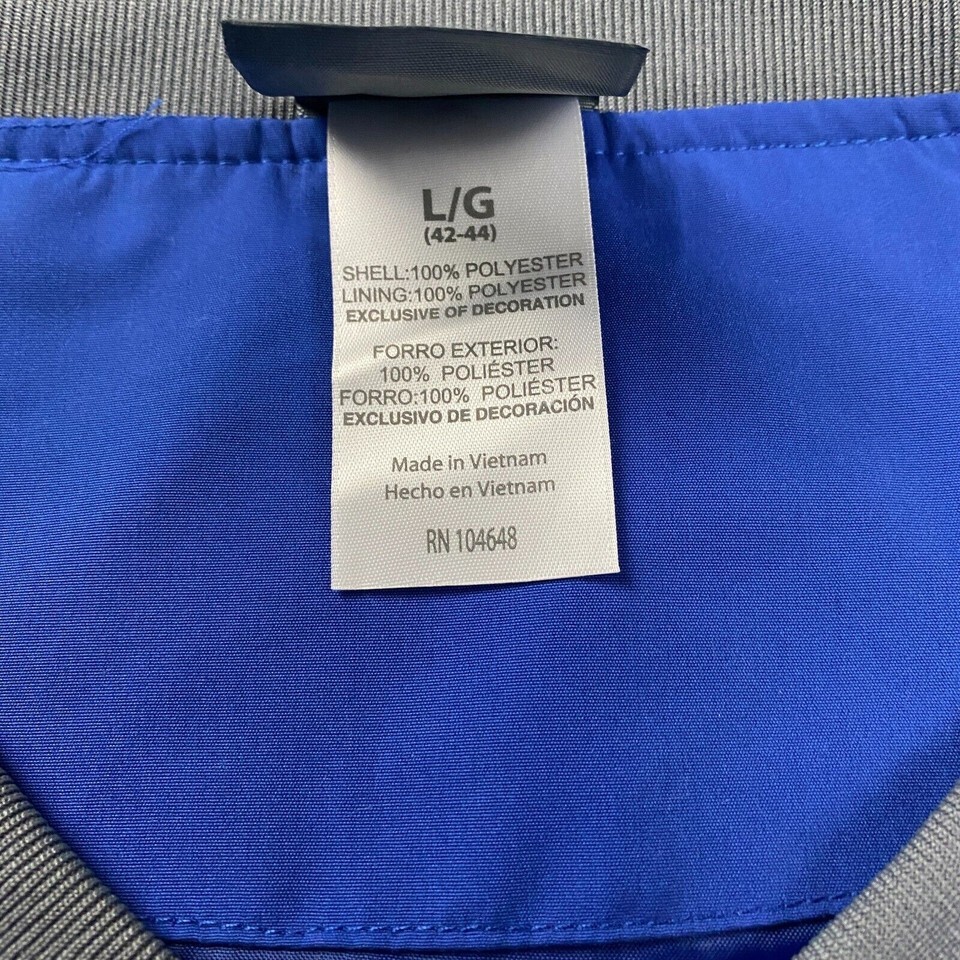 L/G
(42-44)
SHELL:100% POLYESTER
LINING:100% POLYESTER
EXCLUSIVE OF DECORATION
FORRO EXTERIOR:
100% POLIÉSTER
FORRO:100% POLIÉSTER
EXCLUSIVO DE DECORACIÓN
Made in Vietnam
Hecho en Vietnam
RN 104648